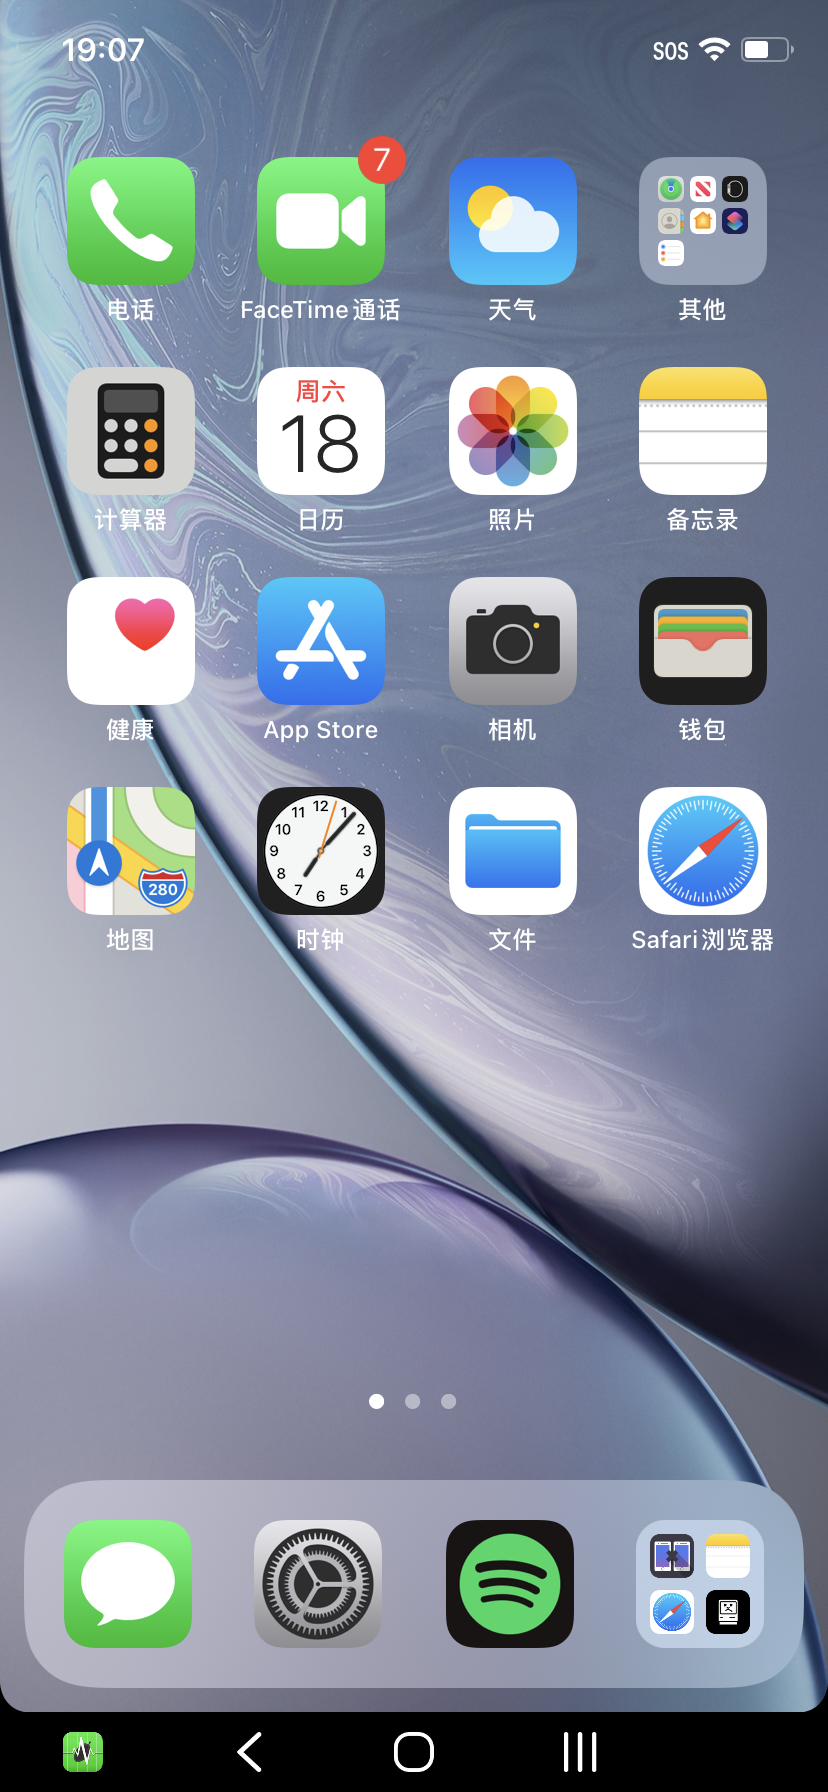 19:07
SOS
7
电话
FaceTime通话
天气
其他
周六
18
计算器
日历
照片
备忘录
健康
App Store
相机
钱包
280
12
1
2
3
4
5
6
7
8
9
10
11
地图
时钟
文件
Safari浏览器